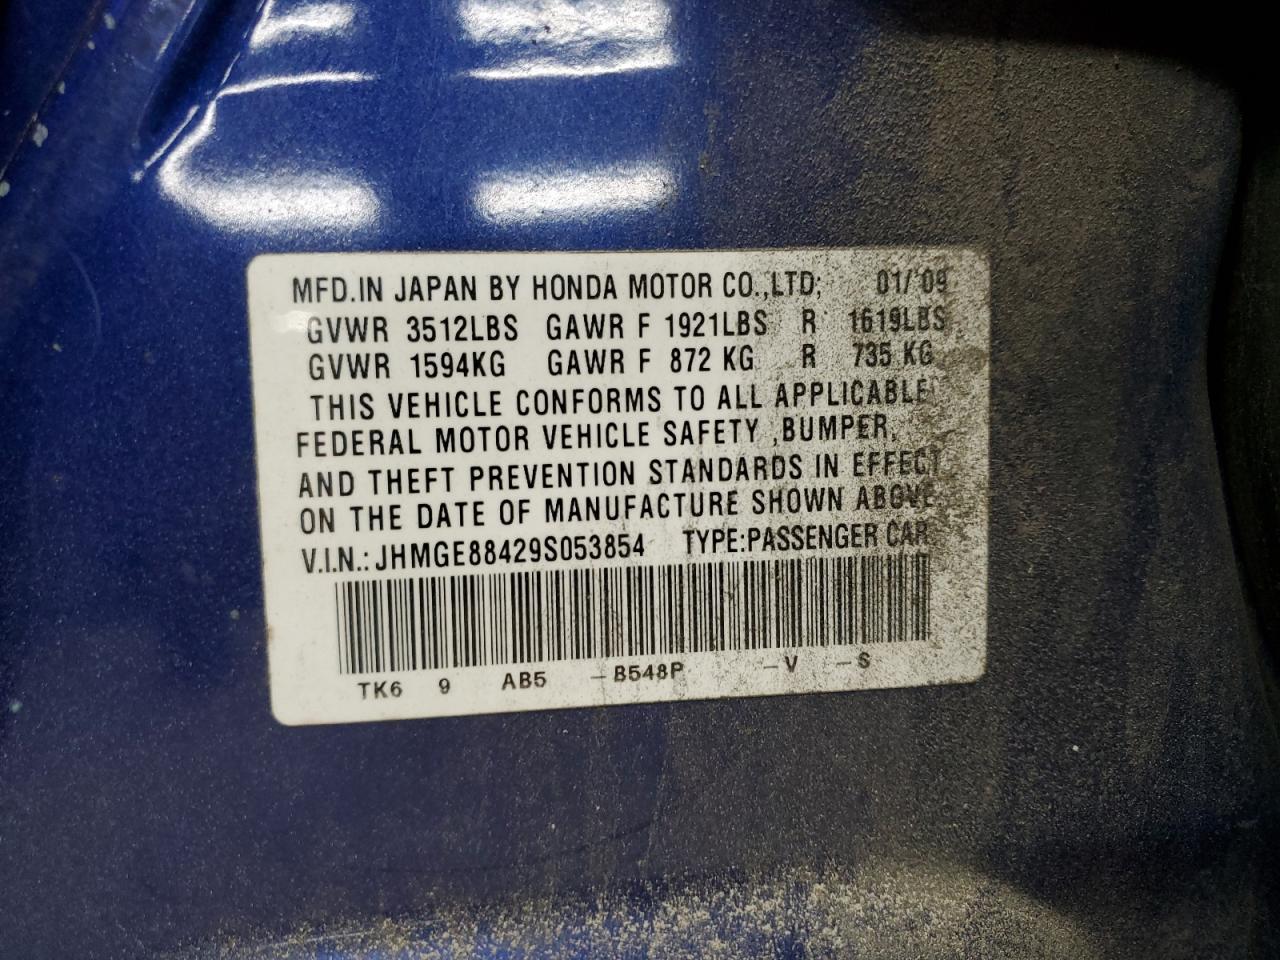 MFD.IN JAPAN BY HONDA MOTOR CO.,LTD; 01/'09
GVWR 3512LBS GAWR F 1921LBS R 1619LBS
GVWR 1594KG GAWR F 872 KG R 735 KG
THIS VEHICLE CONFORMS TO ALL APPLICABLE
FEDERAL MOTOR VEHICLE SAFETY ,BUMPER,
AND THEFT PREVENTION STANDARDS IN EFFECT
ON THE DATE OF MANUFACTURE SHOWN ABOVE
V.I.N.: JHMGE88429S053854 TYPE:PASSENGER CAR
TK6 9 AB5 -B548P -V -S